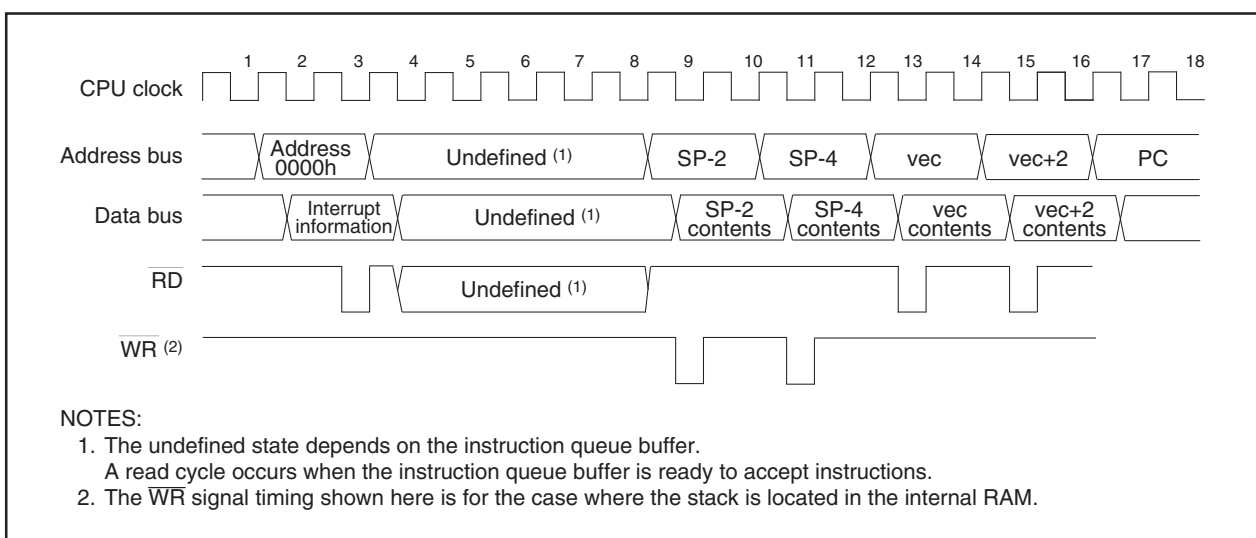 1 2 3 4 5 6 7 8 9 10 11 12 13 14 15 16 17 18
CPU clock
Address bus
Address
0000h
Undefined (1)
SP-2
SP-4
vec
vec+2
PC
Data bus
Interrupt
information
Undefined (1)
SP-2
contents
SP-4
contents
vec
contents
vec+2
contents
RD
Undefined (1)
WR (2)
NOTES:
1. The undefined state depends on the instruction queue buffer.
A read cycle occurs when the instruction queue buffer is ready to accept instructions.
2. The WR signal timing shown here is for the case where the stack is located in the internal RAM.